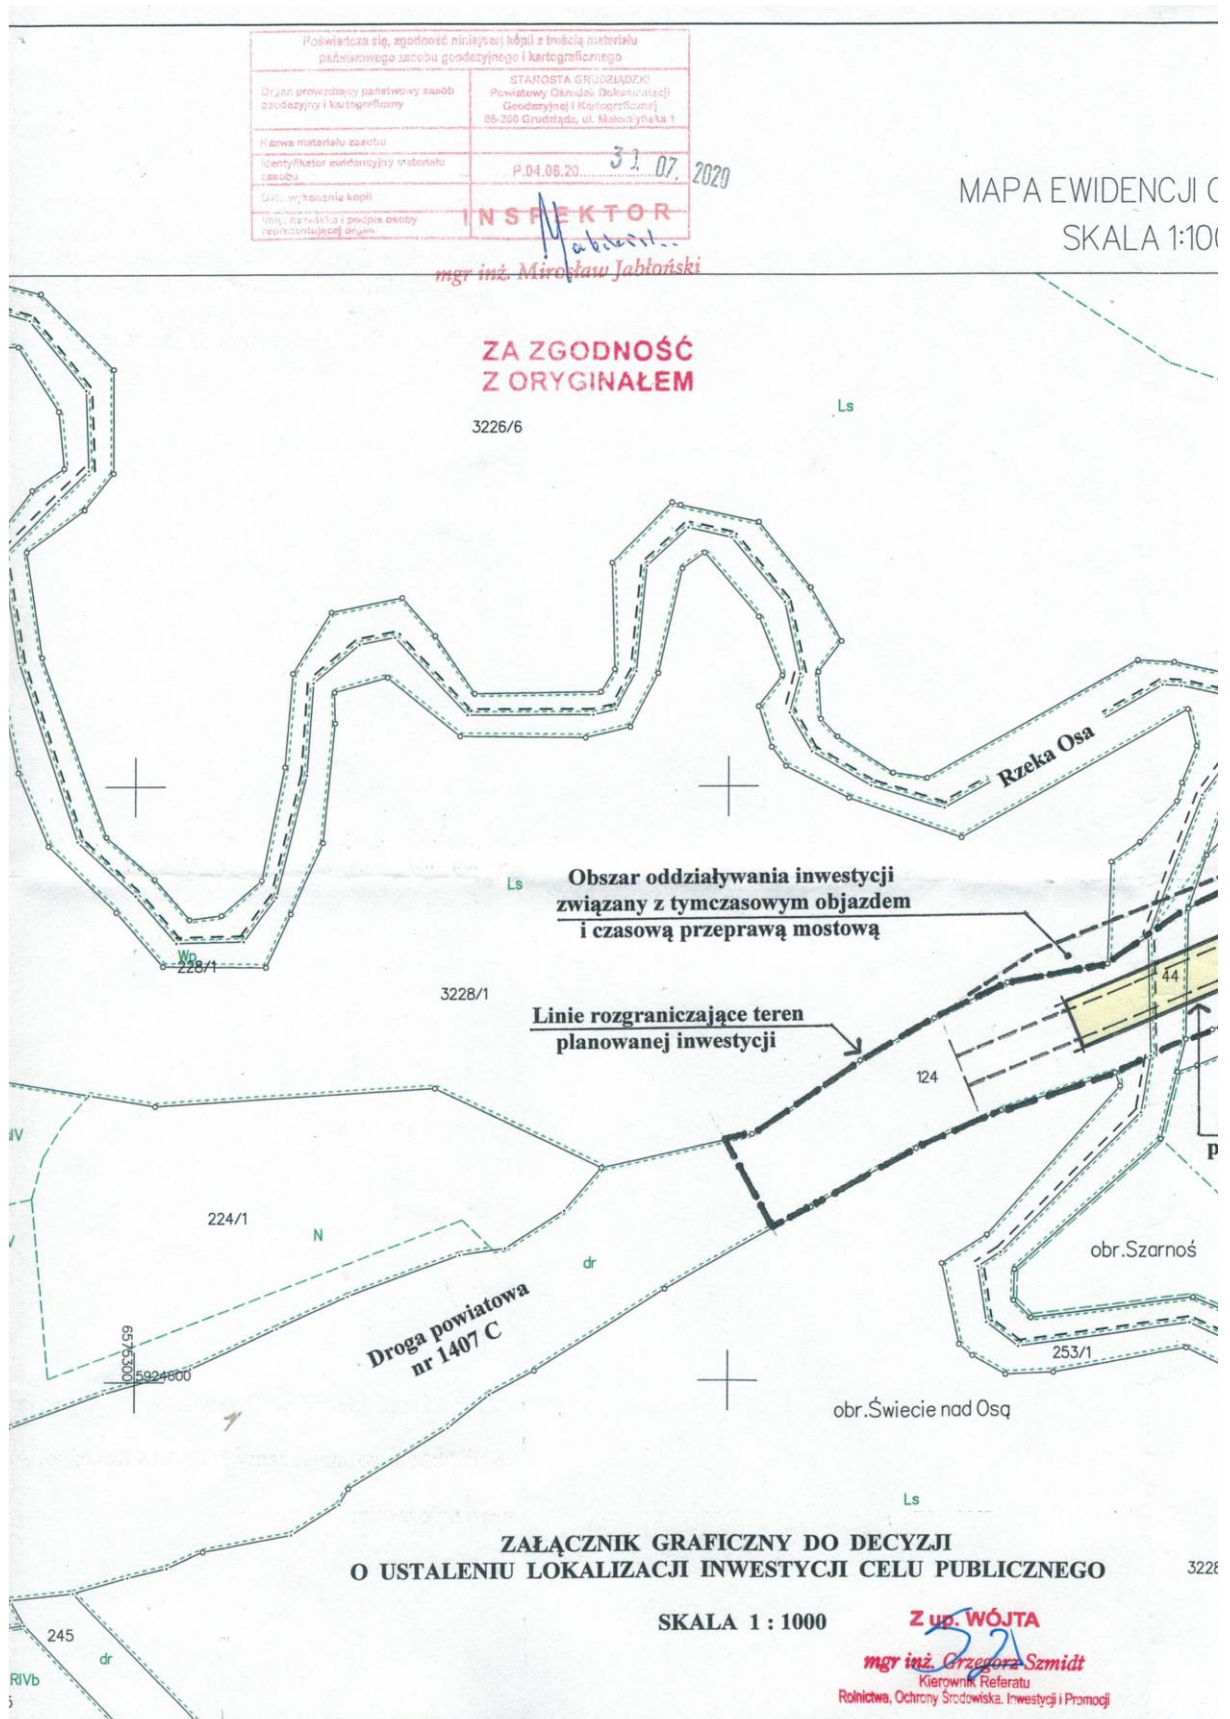 Poświadcza się, zgodność niniejszej kopii z treścią materiału
państwowego zasobu geodezyjnego i kartograficznego
Organ prowadzący państwowy zasób
geodezyjny i kartograficzny
STAROSTA GRUDZIĄDZKI
Powiatowy Ośrodek Dokumentacji
Geodezyjnej i Kartograficznej
86-300 Grudziądz, ul. Małomłyńska 1
Nazwa materiału zasobu
Identyfikator ewidencyjny materiału
zasobu
P.04.06.20
31. 07. 2020
wykonania kopii
Imię, nazwisko i podpis osoby
reprezentującej organ
INSPEKTOR
mgr inż. Mirosław Jabłoński
MAPA EWIDENCJI
SKALA 1:100
ZA ZGODNOŚĆ
Z ORYGINAŁEM
Ls
3226/6
Rzeka Osa
Ls
Obszar oddziaływania inwestycji
związany z tymczasowym objazdem
i czasową przeprawą mostową
Wp
228/1
44
3228/1
Linie rozgraniczające teren
planowanej inwestycji
124
IV
p
V
224/1
N
dr
obr.Szarnoś
Droga powiatowa
nr 1407 C
6575300
5924600
253/1
obr.Świecie nad Osą
Ls
ZAŁĄCZNIK GRAFICZNY DO DECYZJI
O USTALENIU LOKALIZACJI INWESTYCJI CELU PUBLICZNEGO
3228
SKALA 1 : 1000
Z up. WÓJTA
mgr inż. Grzegorz Szmidt
Kierownik Referatu
Rolnictwa, Ochrony Środowiska, Inwestycji i Promocji
245
dr
RIVb